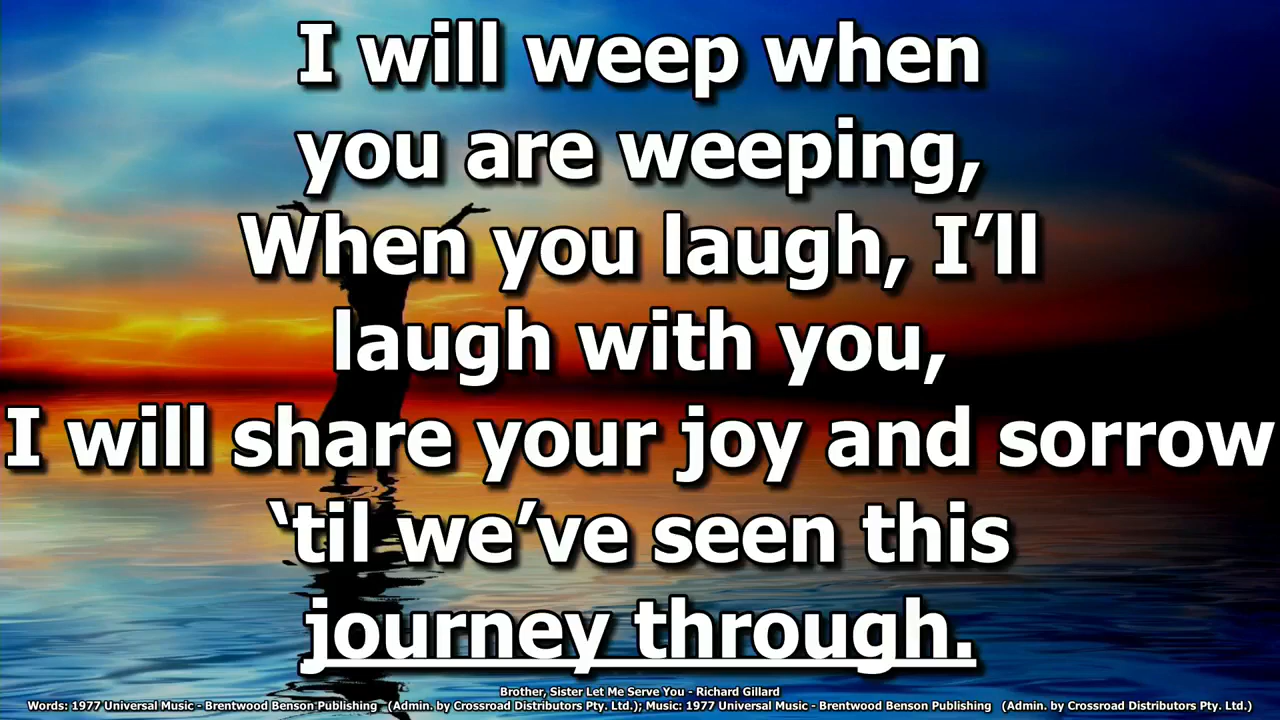 I will weep when
you are weeping,
When you laugh, I’ll
laugh with you,
I will share your joy and sorrow
‘til we’ve seen this
journey through.
Brother, Sister Let Me Serve You - Richard Gillard
Words: 1977 Universal Music - Brentwood Benson Publishing (Admin. by Crossroad Distributors Pty. Ltd.); Music: 1977 Universal Music - Brentwood Benson Publishing (Admin. by Crossroad Distributors Pty. Ltd.)